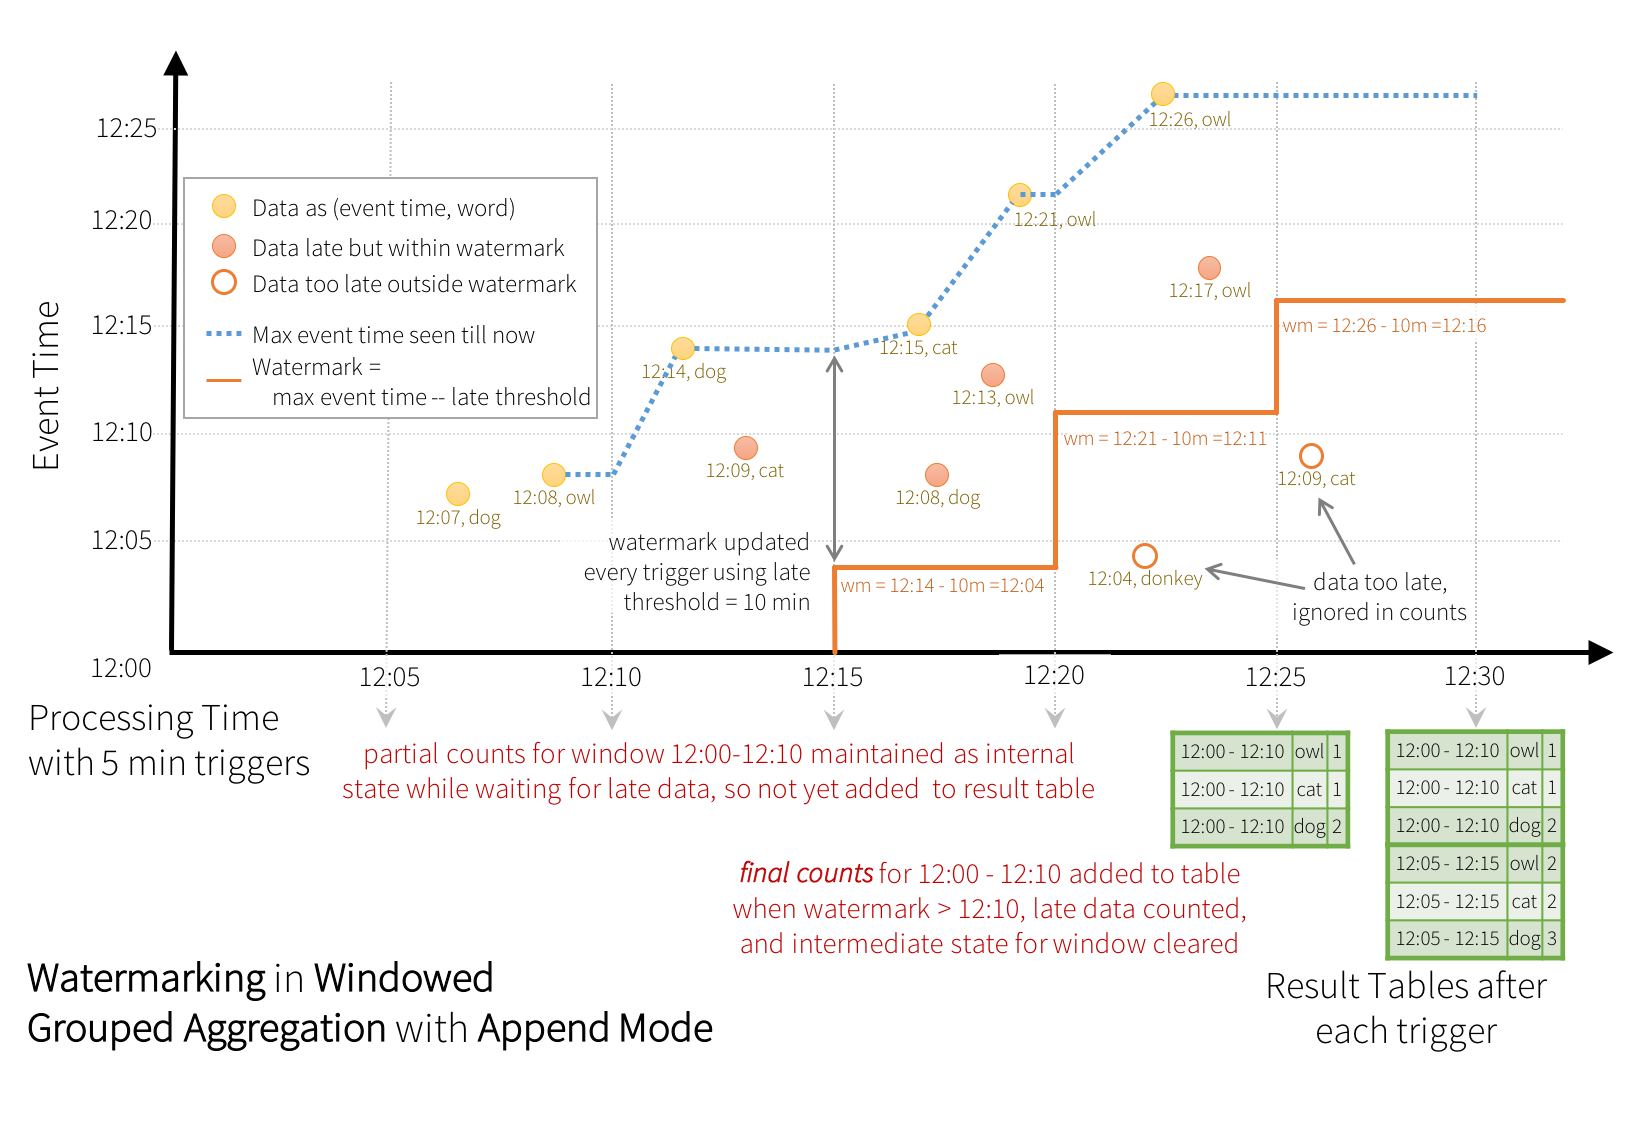 12:25
12:20
12:15
12:10
12:05
12:00
Event Time
Data as (event time, word)
Data late but within watermark
Data too late outside watermark
Max event time seen till now
Watermark =
max event time -- late threshold
12:07, dog
12:08, owl
12:14, dog
12:09, cat
12:15, cat
12:13, owl
12:08, dog
12:21, owl
12:26, owl
12:17, owl
12:04, donkey
12:09, cat
watermark updated
every trigger using late
threshold = 10 min
wm = 12:14 - 10m =12:04
wm = 12:21 - 10m =12:11
wm = 12:26 - 10m =12:16
data too late,
ignored in counts
12:05
12:10
12:15
12:20
12:25
12:30
Processing Time
with 5 min triggers
partial counts for window 12:00-12:10 maintained as internal
state while waiting for late data, so not yet added to result table
12:00 - 12:10 owl 1
12:00 - 12:10 cat 1
12:00 - 12:10 dog 2
12:00 - 12:10 owl 1
12:00 - 12:10 cat 1
12:00 - 12:10 dog 2
12:05 - 12:15 owl 2
12:05 - 12:15 cat 2
12:05 - 12:15 dog 3
final counts for 12:00 - 12:10 added to table
when watermark > 12:10, late data counted,
and intermediate state for window cleared
Watermarking in Windowed
Grouped Aggregation with Append Mode
Result Tables after
each trigger